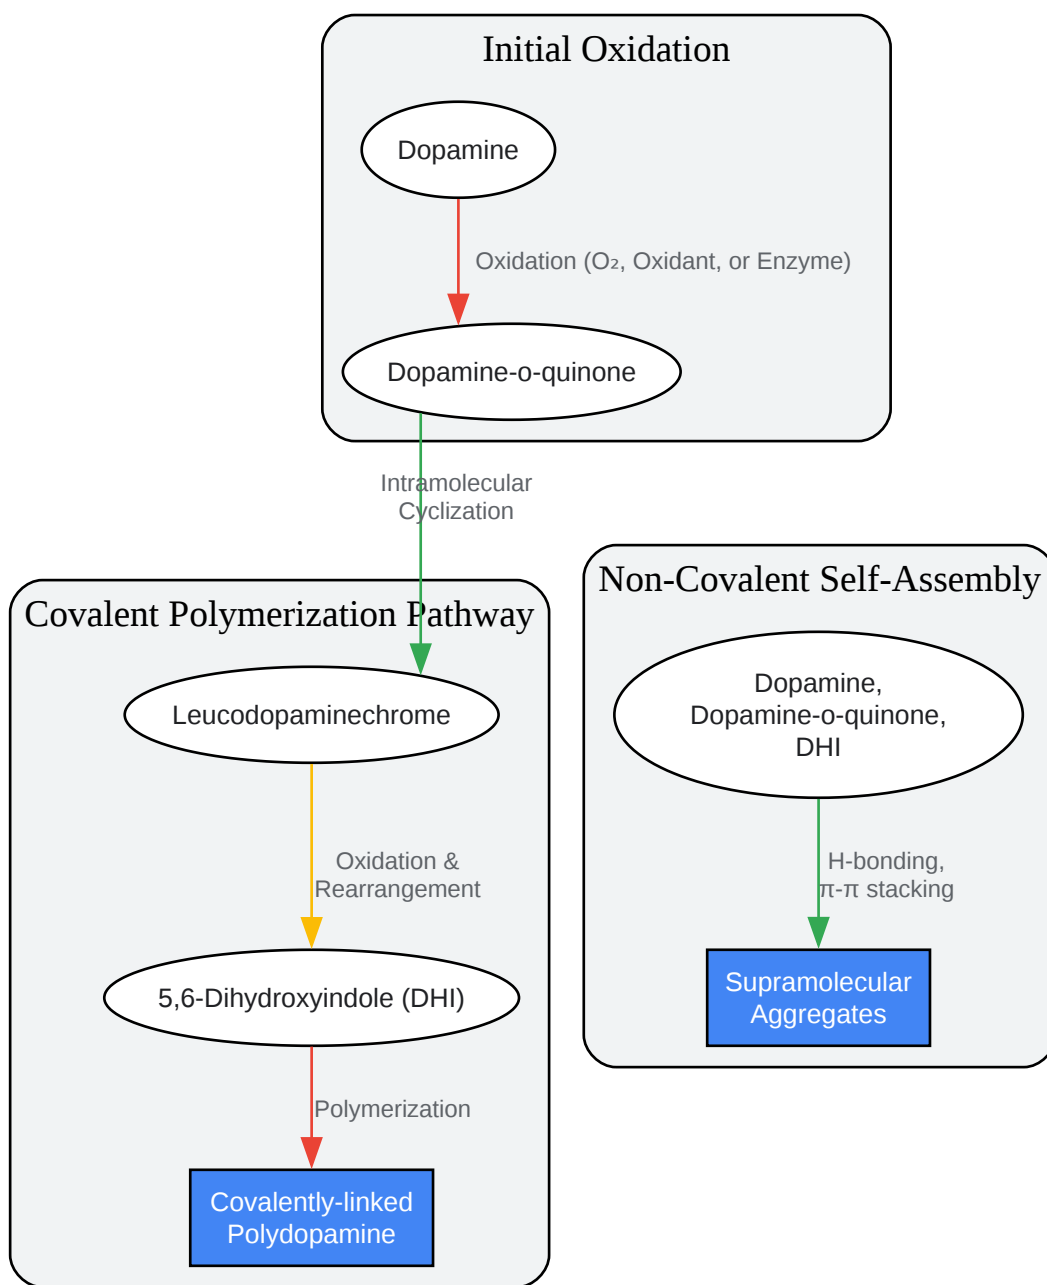 Initial Oxidation
Dopamine
Oxidation (O₂, Oxidant, or Enzyme)
Dopamine-o-quinone
Intramolecular
Cyclization
Covalent Polymerization Pathway
Leucodopaminechrome
Oxidation &
Rearrangement
5,6-Dihydroxyindole (DHI)
Polymerization
Covalently-linked
Polydopamine
Non-Covalent Self-Assembly
Dopamine,
Dopamine-o-quinone,
DHI
H-bonding,
π-π stacking
Supramolecular
Aggregates